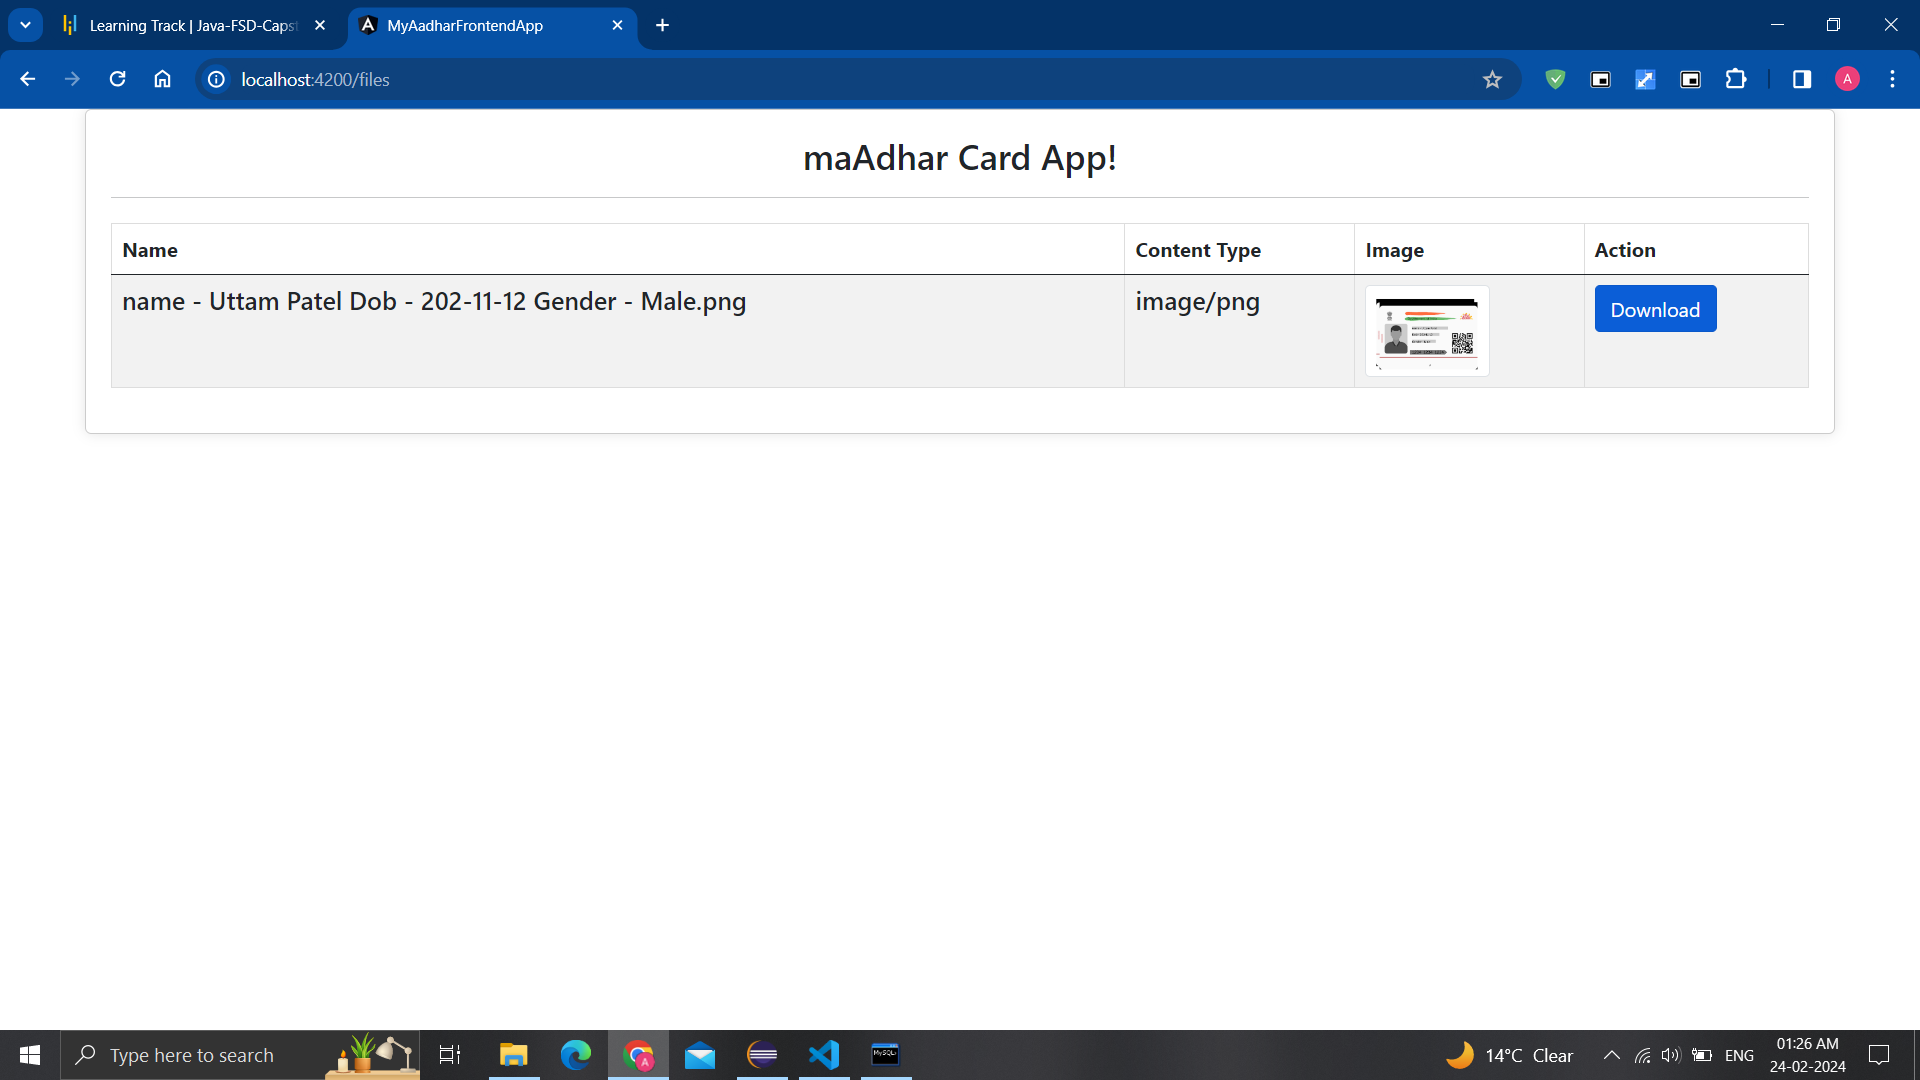 Learning Track | Java-FSD-Capst
MyAadharFrontendApp
localhost:4200/files
A
maAdhar Card App!
Name Content Type Image Action
name - Uttam Patel Dob - 202-11-12 Gender - Male.png image/png Download
Type here to search
14°C Clear
ENG
01:26 AM
24-02-2024